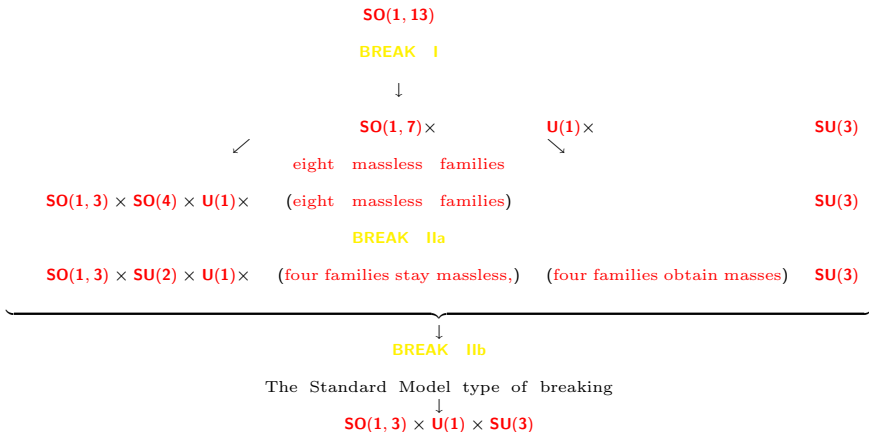 SO(1, 13)
BREAK I
↓
SO(1, 7)× U(1)× SU(3)
↙ ↘
eight massless families
SO(1, 3) × SO(4) × U(1)× (eight massless families) SU(3)
BREAK IIa
SO(1, 3) × SU(2) × U(1)× (four families stay massless,) (four families obtain masses) SU(3)
↓
BREAK IIb
The Standard Model type of breaking
↓
SO(1, 3) × U(1) × SU(3)